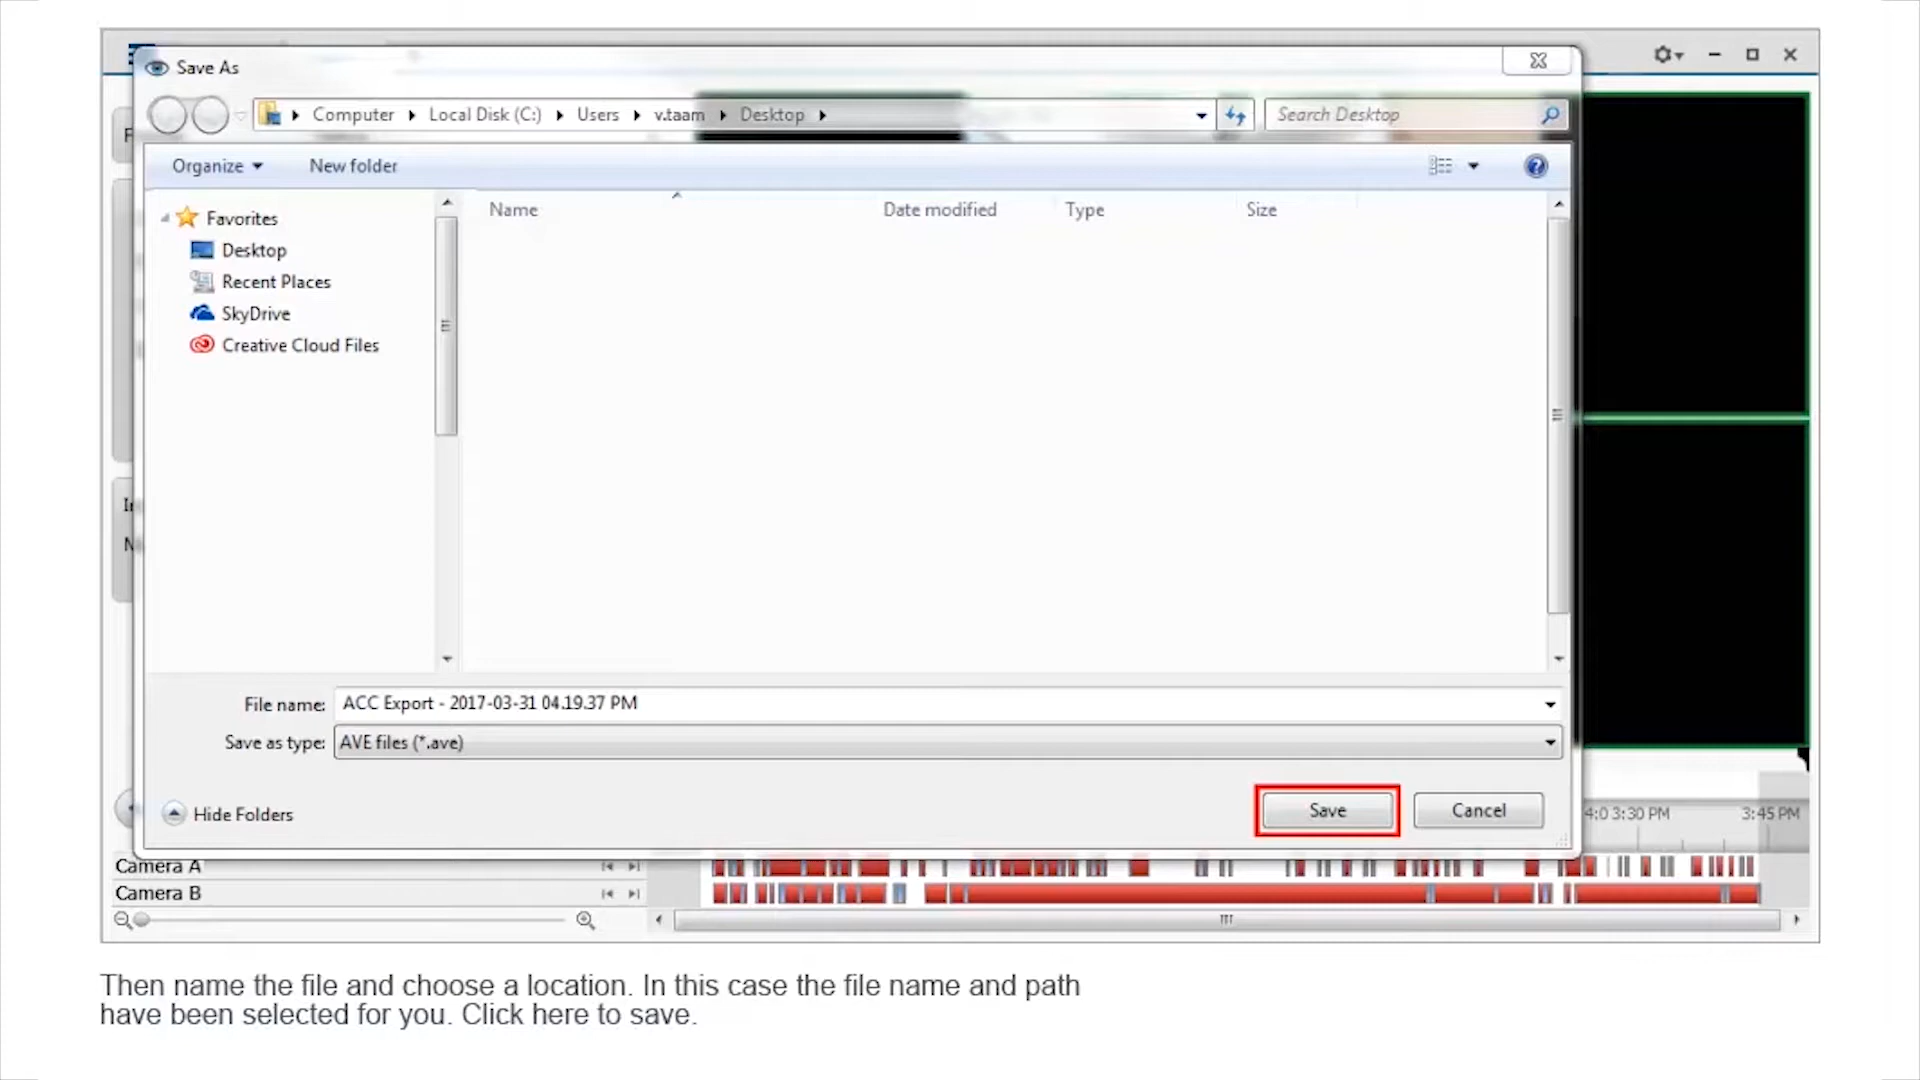 Save As
Computer Local Disk (C:) Users v.taam Desktop
Search Desktop
Organize New folder
Favorites
Desktop
Recent Places
SkyDrive
Creative Cloud Files
Name Date modified Type Size
File name: ACC Export - 2017-03-31 04.19.37 PM
Save as type: AVE files (*.ave)
Hide Folders
Save Cancel
3:30 PM 3:45 PM
Camera A
Camera B
Then name the file and choose a location. In this case the file name and path
have been selected for you. Click here to save.